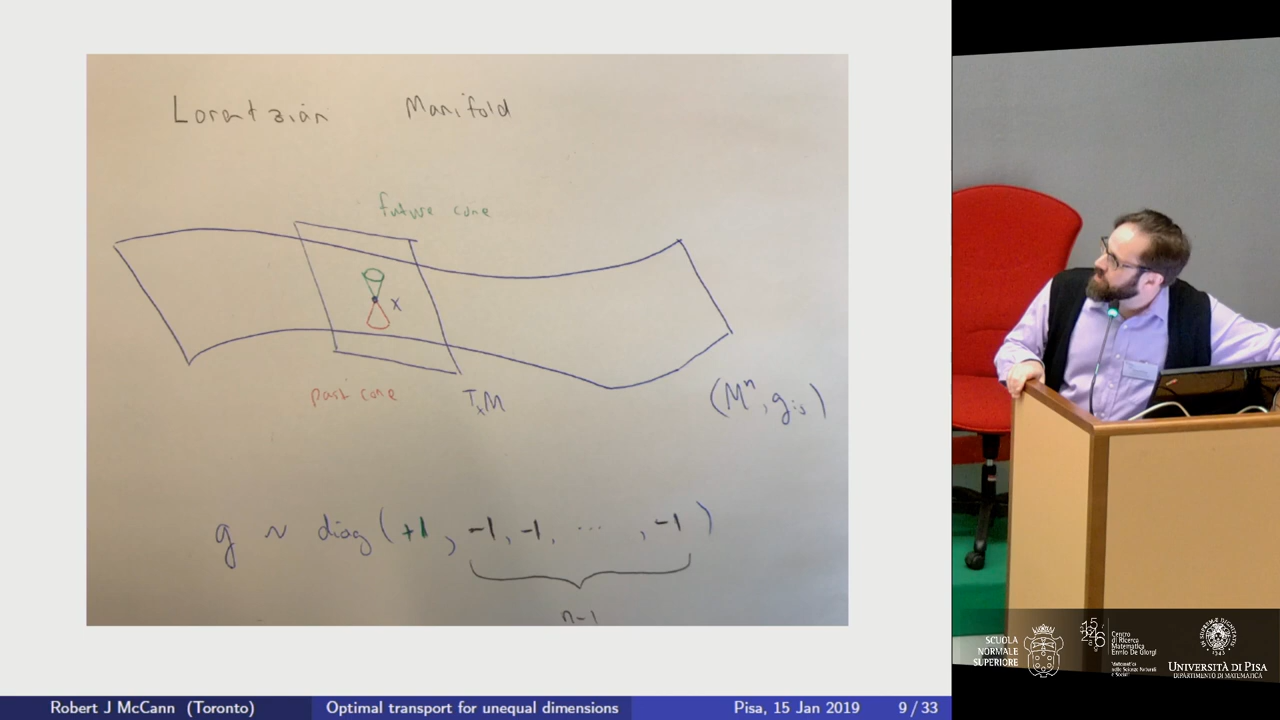 Lorentzian Manifold
future cone
x
past cone
TₓM
(Mⁿ, gᵢⱼ)
g ~ diag(+1, -1, -1, ... , -1)
n-1
Robert J McCann (Toronto) Optimal transport for unequal dimensions Pisa, 15 Jan 2019 9 / 33
SCUOLA
NORMALE
SUPERIORE
Centro
di Ricerca
Matematica
Ennio De Giorgi
UNIVERSITÀ DI PISA
DIPARTIMENTO DI MATEMATICA